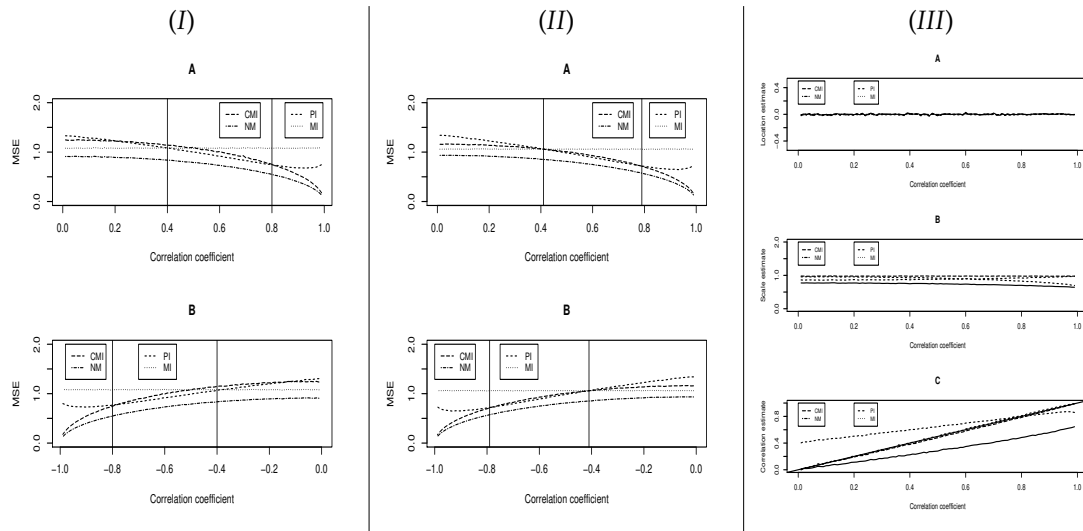 (I)
A
MSE
2.0
1.0
0.0
CMI
NM
PI
MI
0.0 0.2 0.4 0.6 0.8 1.0
Correlation coefficient
B
MSE
2.0
1.0
0.0
CMI
NM
PI
MI
−1.0 −0.8 −0.6 −0.4 −0.2 0.0
Correlation coefficient
(II)
A
MSE
2.0
1.0
0.0
CMI
NM
PI
MI
0.0 0.2 0.4 0.6 0.8 1.0
Correlation coefficient
B
MSE
2.0
1.0
0.0
CMI
NM
PI
MI
−1.0 −0.8 −0.6 −0.4 −0.2 0.0
Correlation coefficient
(III)
A
Location estimate
0.4
0.0
−0.4
CMI
NM
PI
MI
0.0 0.2 0.4 0.6 0.8 1.0
Correlation coefficient
B
Scale estimate
2.0
1.0
0.0
CMI
NM
PI
MI
0.0 0.2 0.4 0.6 0.8 1.0
Correlation coefficient
C
Correlation estimate
0.8
0.4
0.0
CMI
NM
PI
MI
0.0 0.2 0.4 0.6 0.8 1.0
Correlation coefficient